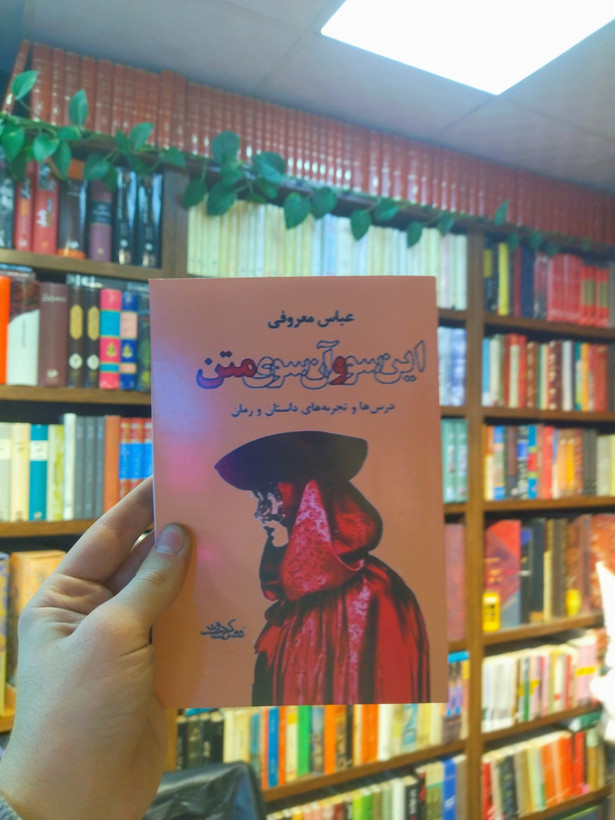 عباس معروفی
این‌سو و آن‌سوی متن
درس‌ها و تجربه‌های داستان و رمان